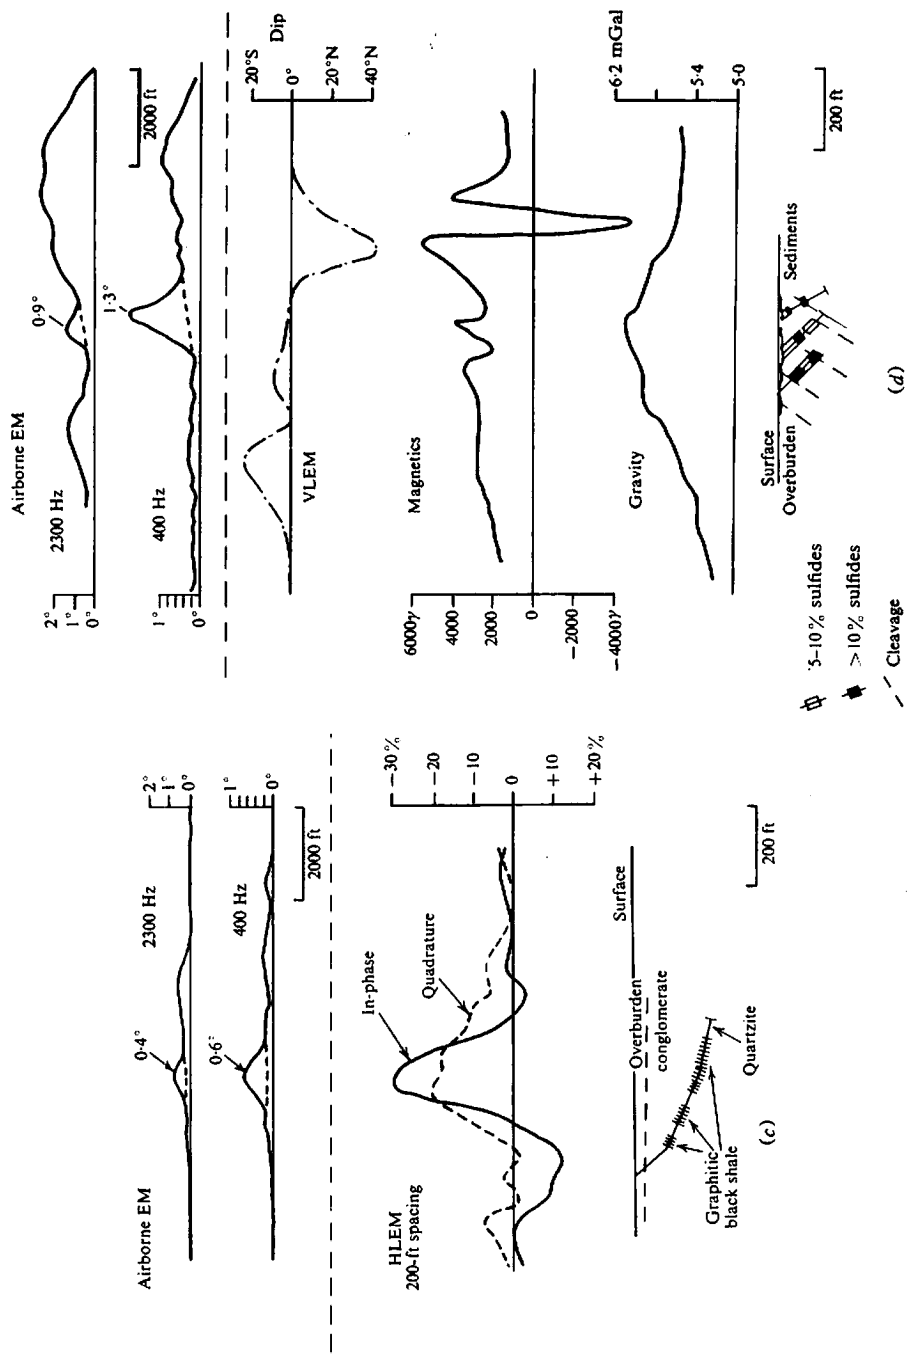 Airborne EM
2300 Hz
2°
1°
0°
0·4°
400 Hz
1°
0°
0·6°
2000 ft
HLEM
200-ft spacing
In-phase
Quadrature
−30%
−20
−10
0
+10
+20%
Surface
Overburden
conglomerate
Graphitic
black shale
Quartzite
200 ft
(c)
Airborne EM
2300 Hz
2°
1°
0°
0·9°
400 Hz
1°
0°
1·3°
2000 ft
VLEM
Dip
20°S
0°
20°N
40°N
Magnetics
6000γ
4000
2000
0
−2000
−4000γ
Gravity
6·2 mGal
5·4
5·0
Surface
Overburden
Sediments
200 ft
5–10% sulfides
>10% sulfides
Cleavage
(d)